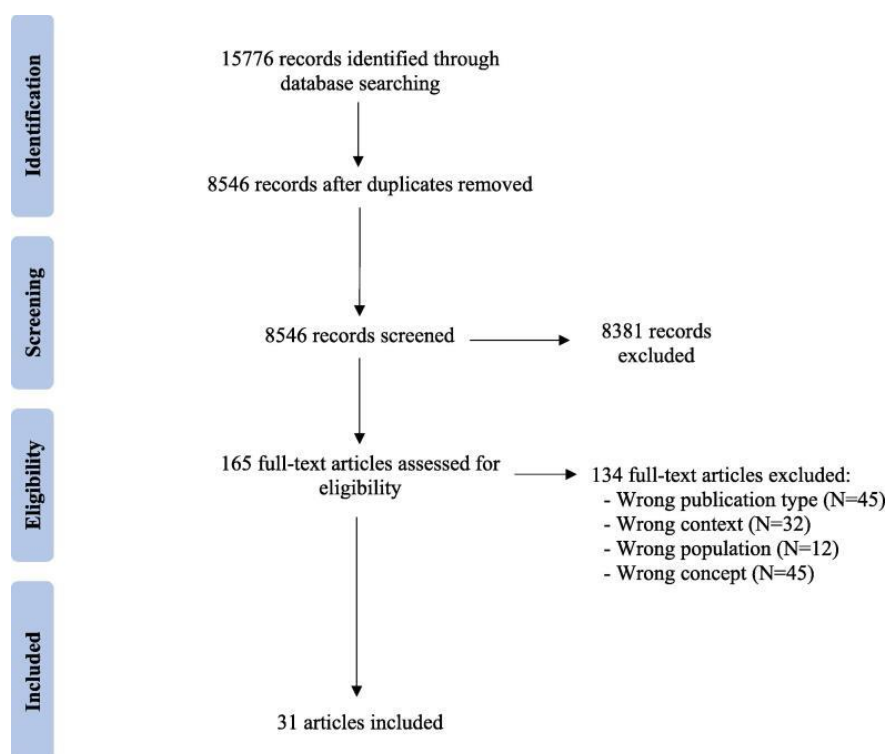 Identification
15776 records identified through
database searching
8546 records after duplicates removed
Screening
8546 records screened
8381 records
excluded
Eligibility
165 full-text articles assessed for
eligibility
134 full-text articles excluded:
- Wrong publication type (N=45)
- Wrong context (N=32)
- Wrong population (N=12)
- Wrong concept (N=45)
Included
31 articles included